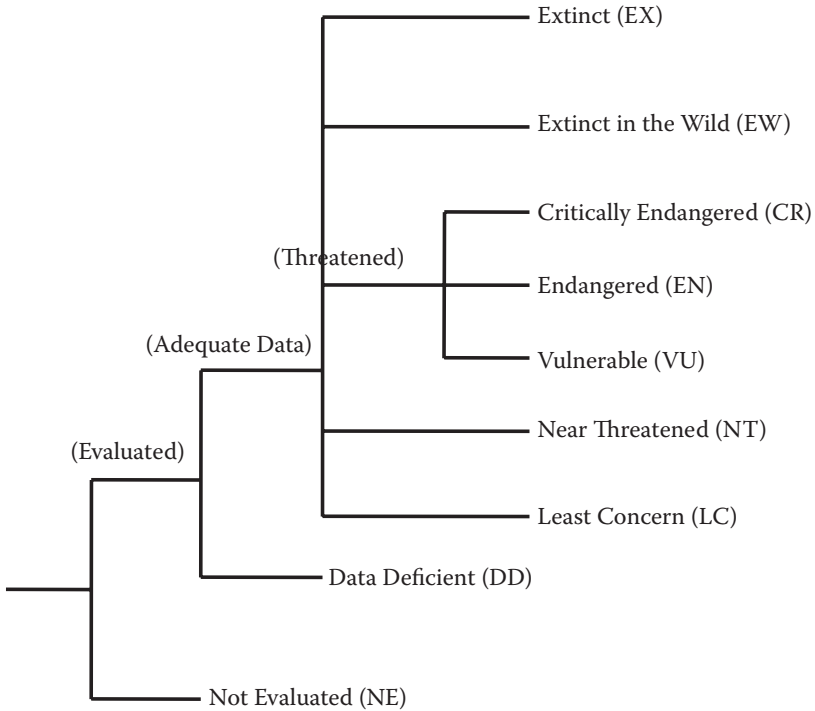 Extinct (EX)
Extinct in the Wild (EW)
Critically Endangered (CR)
(Threatened)
Endangered (EN)
(Adequate Data)
Vulnerable (VU)
Near Threatened (NT)
(Evaluated)
Least Concern (LC)
Data Deficient (DD)
Not Evaluated (NE)